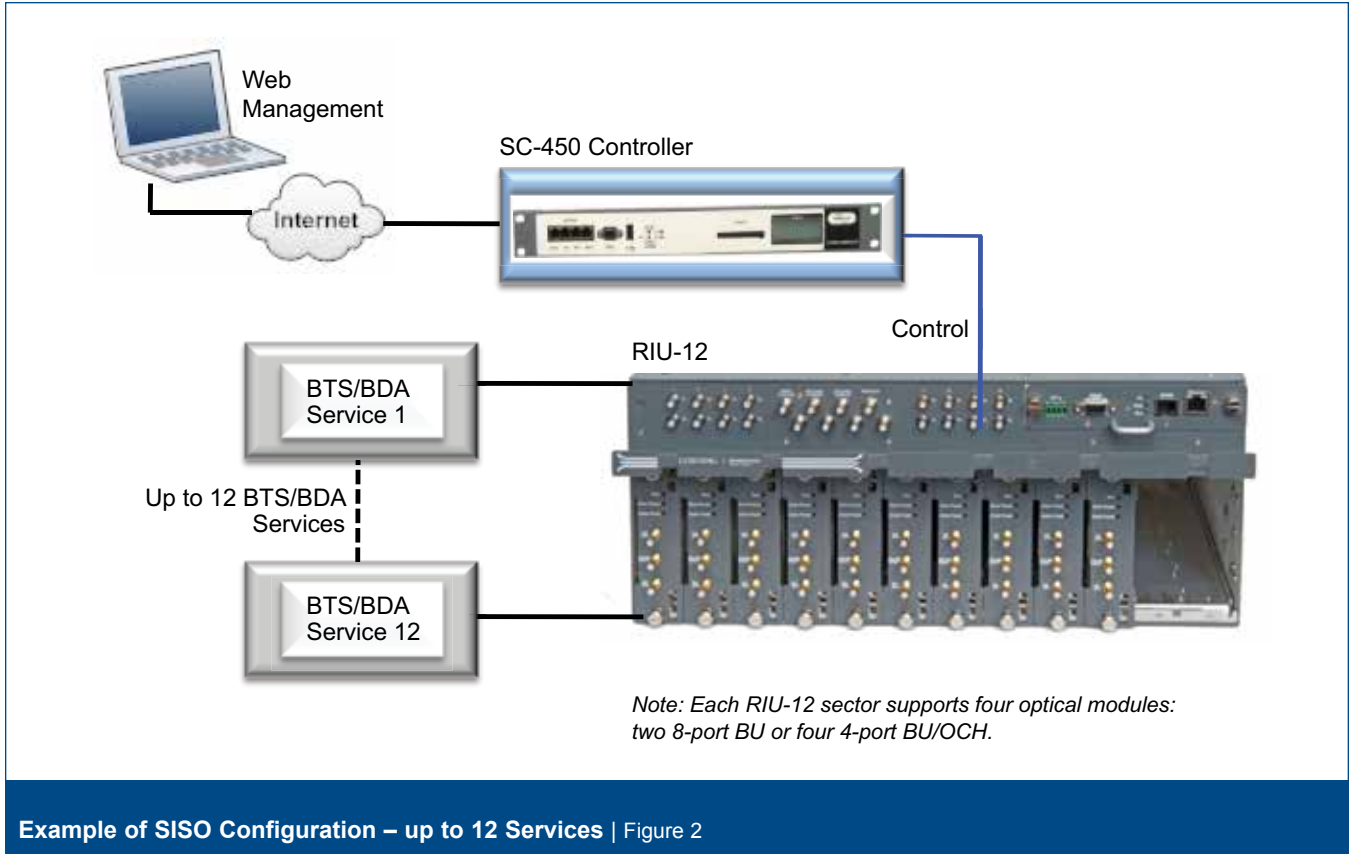 Web
Management
Internet
SC-450 Controller
Control
RIU-12
BTS/BDA
Service 1
Up to 12 BTS/BDA
Services
BTS/BDA
Service 12
Note: Each RIU-12 sector supports four optical modules:
two 8-port BU or four 4-port BU/OCH.
Example of SISO Configuration – up to 12 Services | Figure 2